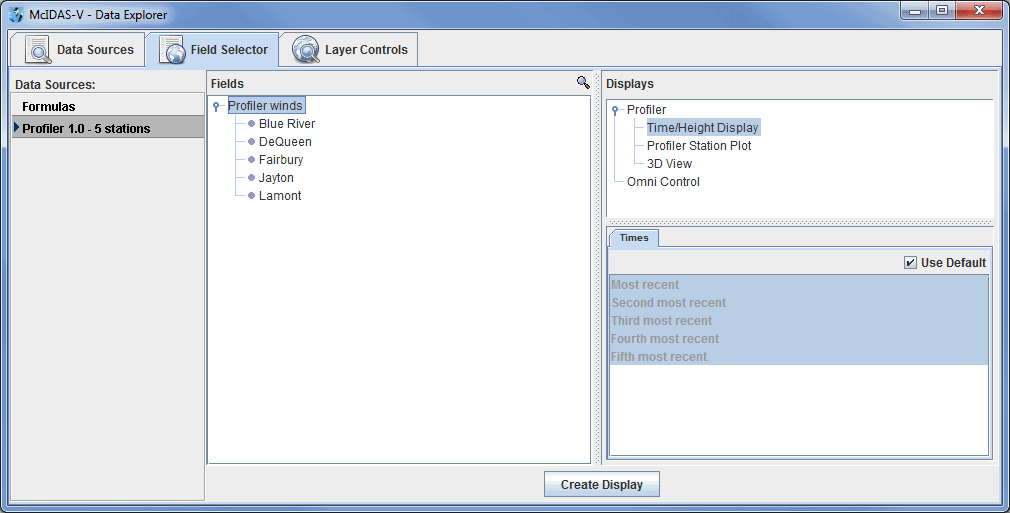 McIDAS-V - Data Explorer
Data Sources
Field Selector
Layer Controls
Data Sources:
Formulas
Profiler 1.0 - 5 stations
Fields
Profiler winds
Blue River
DeQueen
Fairbury
Jayton
Lamont
Displays
Profiler
Time/Height Display
Profiler Station Plot
3D View
Omni Control
Times
Use Default
Most recent
Second most recent
Third most recent
Fourth most recent
Fifth most recent
Create Display